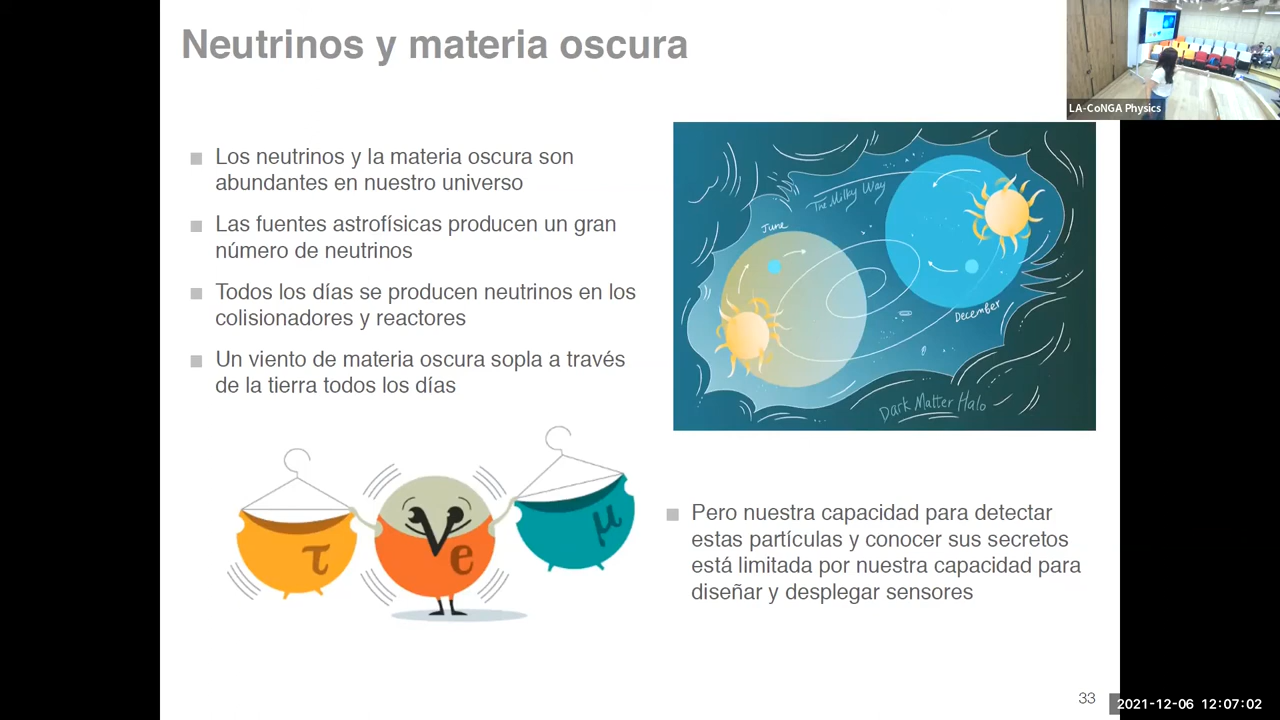 Neutrinos y materia oscura
LA-CoNGA Physics
Los neutrinos y la materia oscura son
abundantes en nuestro universo
Las fuentes astrofísicas producen un gran
número de neutrinos
Todos los días se producen neutrinos en los
colisionadores y reactores
Un viento de materia oscura sopla a través
de la tierra todos los días
The Milky Way
June
December
Dark Matter Halo
τ
νe
μ
Pero nuestra capacidad para detectar
estas partículas y conocer sus secretos
está limitada por nuestra capacidad para
diseñar y desplegar sensores
33
2021-12-06 12:07:02